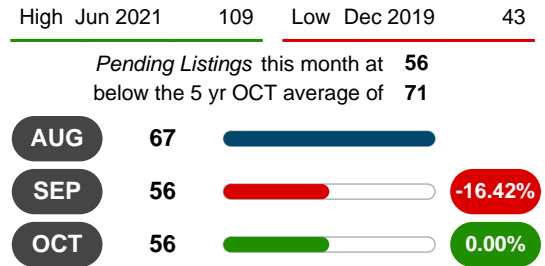 High Jun 2021 109 Low Dec 2019 43
Pending Listings this month at 56
below the 5 yr OCT average of 71
AUG 67
SEP 56 -16.42%
OCT 56 0.00%